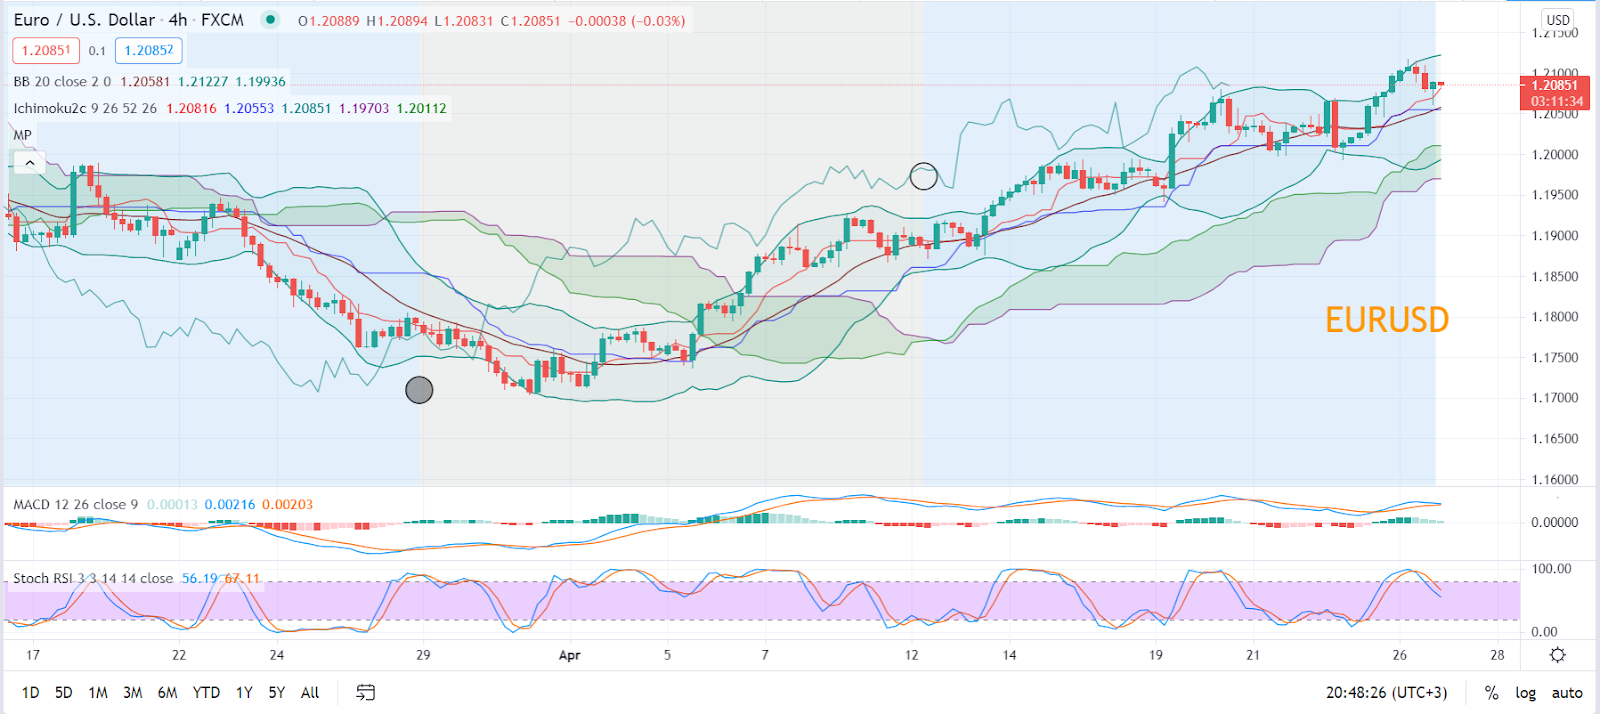 Euro / U.S. Dollar · 4h · FXCM O1.20889 H1.20894 L1.20831 C1.20851 −0.00038 (−0.03%)
1.20851 0.1 1.20852
BB 20 close 2 0 1.20581 1.21227 1.19936
Ichimoku2c 9 26 52 26 1.20816 1.20553 1.20851 1.19703 1.20112
MP
USD
1.21500
1.21000
1.20851
03:11:34
1.20500
1.20000
1.19500
1.19000
1.18500
1.18000
1.17500
1.17000
1.16500
1.16000
EURUSD
MACD 12 26 close 9 0.00013 0.00216 0.00203
0.00000
Stoch RSI 3 3 14 14 close 56.19 67.11
100.00
0.00
17 22 24 29 Apr 5 7 12 14 19 21 26 28
1D 5D 1M 3M 6M YTD 1Y 5Y All 20:48:26 (UTC+3) % log auto